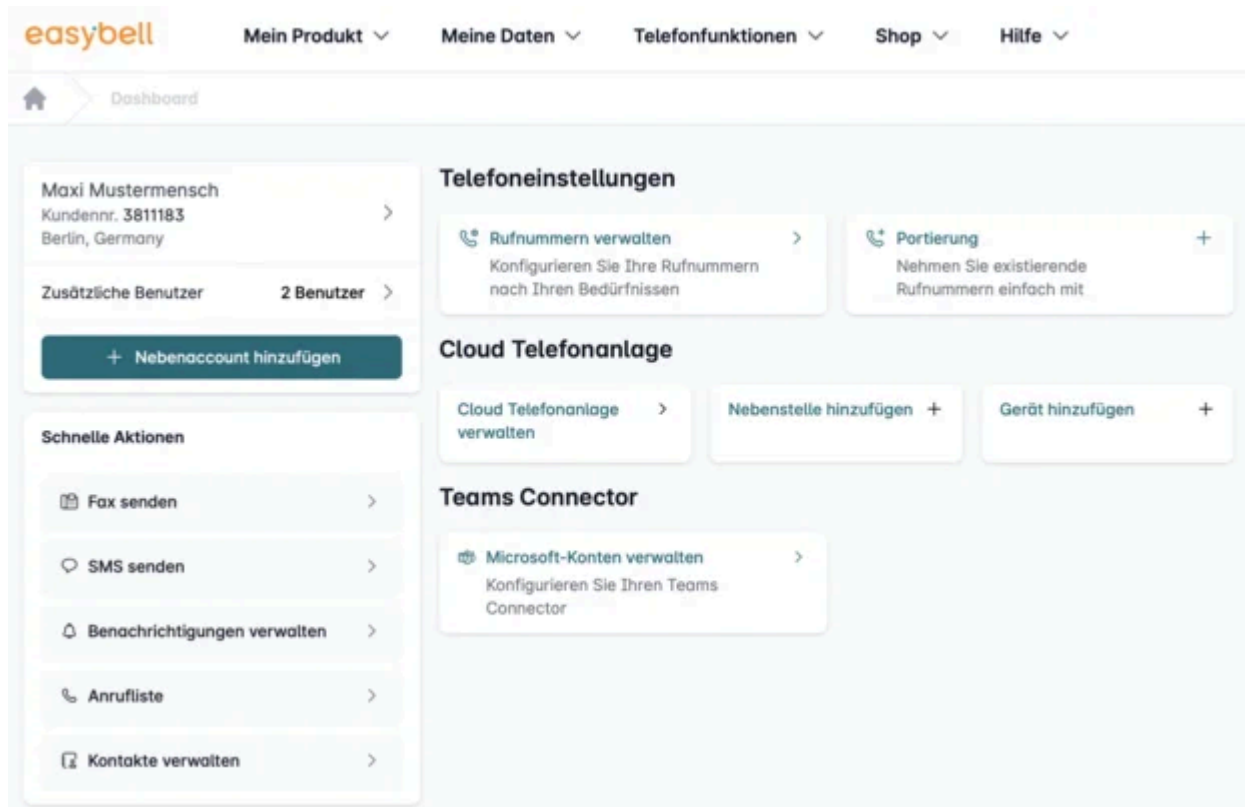 easybell
Mein Produkt
Meine Daten
Telefonfunktionen
Shop
Hilfe
Dashboard
Maxi Mustermensch
Kundennr. 3811183
Berlin, Germany
Zusätzliche Benutzer 2 Benutzer
+ Nebenaccount hinzufügen
Schnelle Aktionen
Fax senden
SMS senden
Benachrichtigungen verwalten
Anrufliste
Kontakte verwalten
Telefoneinstellungen
Rufnummern verwalten
Konfigurieren Sie Ihre Rufnummern
nach Ihren Bedürfnissen
Portierung +
Nehmen Sie existierende
Rufnummern einfach mit
Cloud Telefonanlage
Cloud Telefonanlage
verwalten
Nebenstelle hinzufügen +
Gerät hinzufügen +
Teams Connector
Microsoft-Konten verwalten
Konfigurieren Sie Ihren Teams
Connector